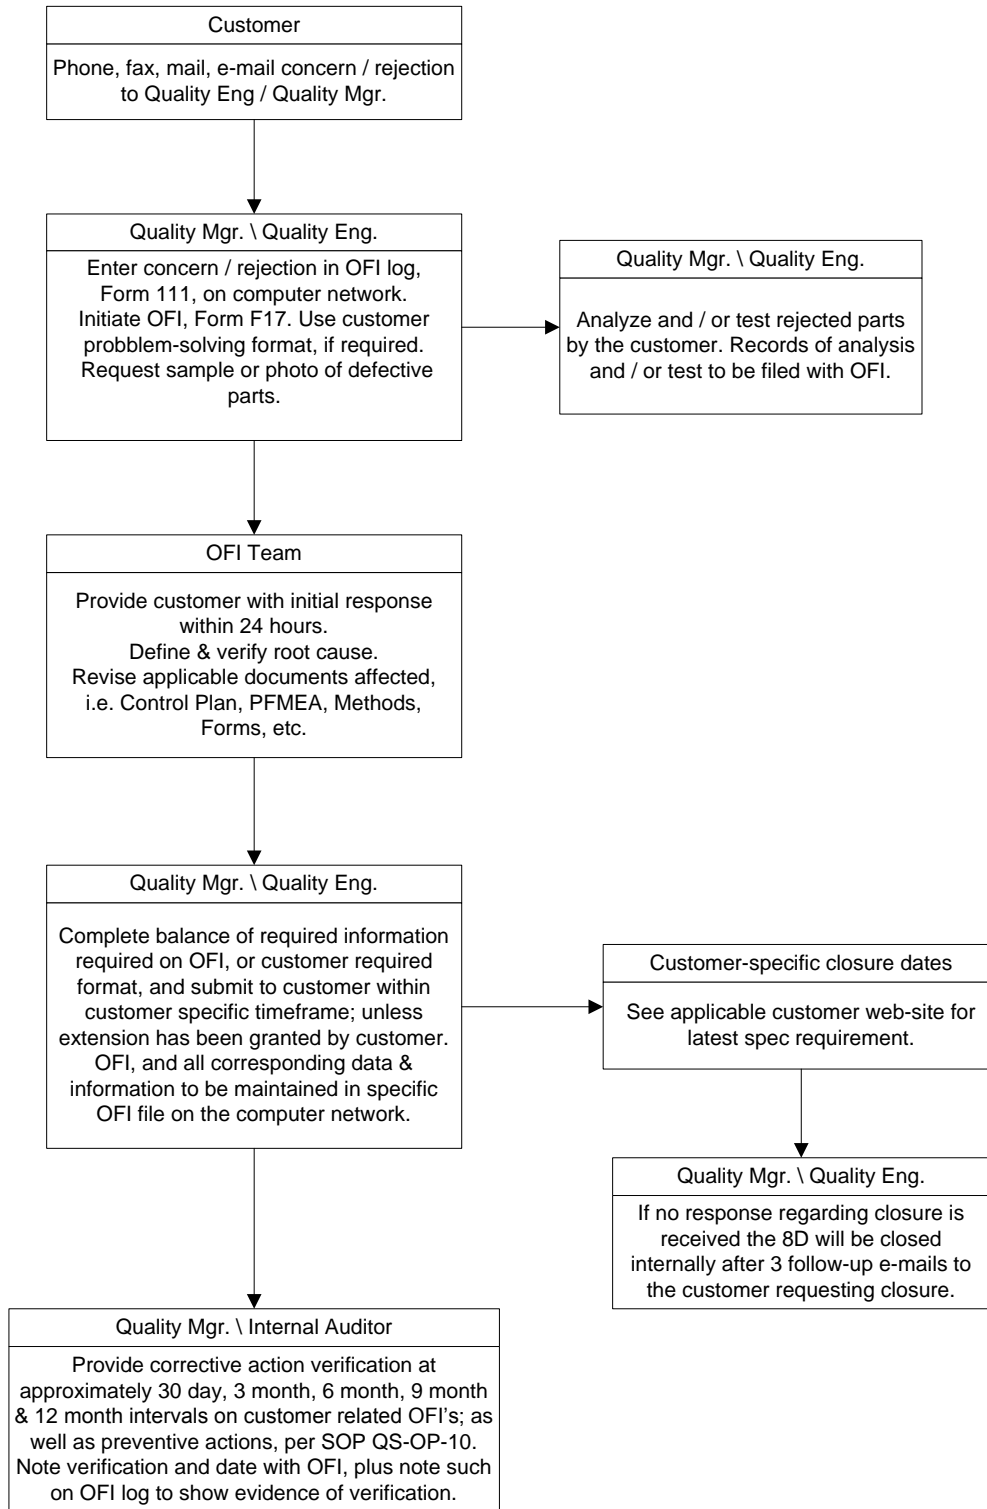 Customer
Phone, fax, mail, e-mail concern / rejection
to Quality Eng / Quality Mgr.
Quality Mgr. \ Quality Eng.
Enter concern / rejection in OFI log,
Form 111, on computer network.
Initiate OFI, Form F17. Use customer
probblem-solving format, if required.
Request sample or photo of defective
parts.
Quality Mgr. \ Quality Eng.
Analyze and / or test rejected parts
by the customer. Records of analysis
and / or test to be filed with OFI.
OFI Team
Provide customer with initial response
within 24 hours.
Define & verify root cause.
Revise applicable documents affected,
i.e. Control Plan, PFMEA, Methods,
Forms, etc.
Quality Mgr. \ Quality Eng.
Complete balance of required information
required on OFI, or customer required
format, and submit to customer within
customer specific timeframe; unless
extension has been granted by customer.
OFI, and all corresponding data &
information to be maintained in specific
OFI file on the computer network.
Customer-specific closure dates
See applicable customer web-site for
latest spec requirement.
Quality Mgr. \ Quality Eng.
If no response regarding closure is
received the 8D will be closed
internally after 3 follow-up e-mails to
the customer requesting closure.
Quality Mgr. \ Internal Auditor
Provide corrective action verification at
approximately 30 day, 3 month, 6 month, 9 month
& 12 month intervals on customer related OFI's; as
well as preventive actions, per SOP QS-OP-10.
Note verification and date with OFI, plus note such
on OFI log to show evidence of verification.